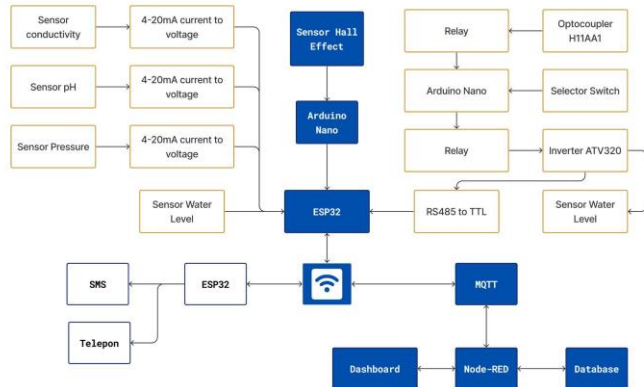 Sensor
conductivity
4-20mA current to
voltage
Sensor Hall
Effect
Relay
Optocoupler
H11AA1
Sensor pH
4-20mA current to
voltage
Arduino Nano
Selector Switch
Arduino
Nano
Sensor Pressure
4-20mA current to
voltage
Relay
Inverter ATV320
Sensor Water
Level
ESP32
RS485 to TTL
Sensor Water
Level
SMS
ESP32
MQTT
Telepon
Dashboard
Node-RED
Database